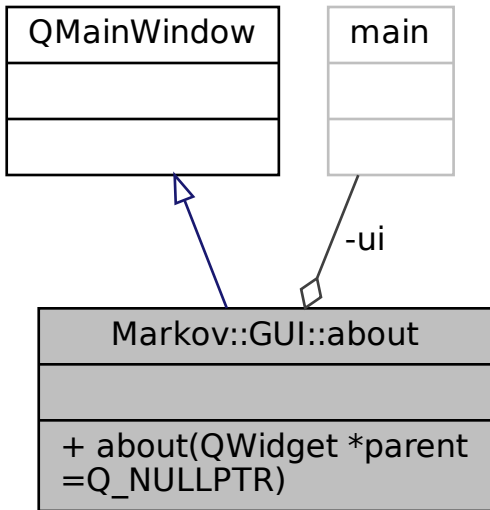 QMainWindow
main
-ui
Markov::GUI::about
+ about(QWidget *parent
=Q_NULLPTR)